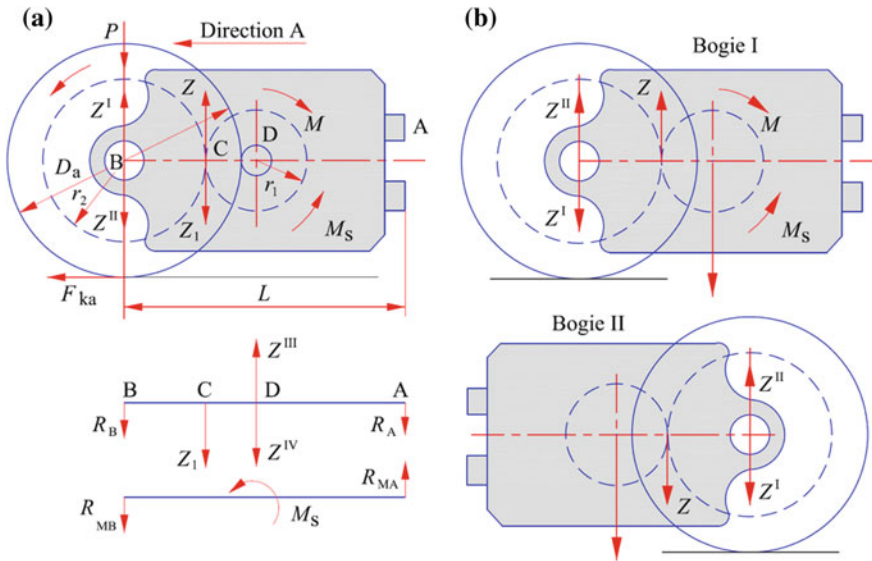 (a)
P
Direction A
Z^I
Z
M
A
B
C
D
D_a
r_2
r_1
Z^II
Z_1
M_S
F_ka
L
Z^III
B
C
D
A
R_B
R_A
Z_1
Z^IV
R_MA
R_MB
M_S
(b)
Bogie I
Z^II
Z
M
Z^I
M_S
Bogie II
Z^II
Z
Z^I